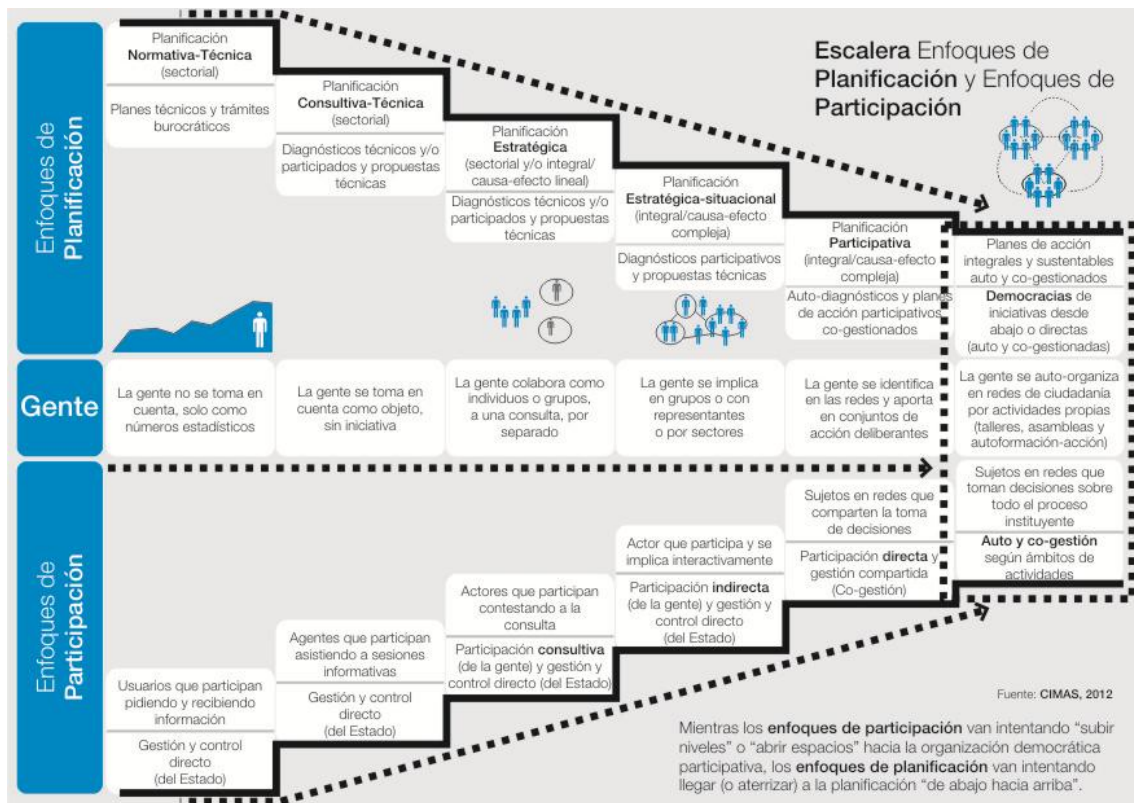 Escalera Enfoques de
Planificación y Enfoques de
Participación
Enfoques de
Planificación
Planificación
Normativa-Técnica
(sectorial)
Planes técnicos y trámites
burocráticos
Planificación
Consultiva-Técnica
(sectorial)
Diagnósticos técnicos y/o
participados y propuestas
técnicas
Planificación
Estratégica
(sectorial y/o integral/
causa-efecto lineal)
Diagnósticos técnicos y/o
participados y propuestas
técnicas
Planificación
Estratégica-situacional
(integral/causa-efecto
compleja)
Diagnósticos participativos
y propuestas técnicas
Planificación
Participativa
(integral/causa-efecto
compleja)
Auto-diagnósticos y planes
de acción participativos
co-gestionados
Planes de acción
integrales y sustentables
auto y co-gestionados
Democracias de
iniciativas desde
abajo o directas
(auto y co-gestionadas)
Gente
La gente no se toma en
cuenta, solo como
números estadísticos
La gente se toma en
cuenta como objeto,
sin iniciativa
La gente colabora como
individuos o grupos,
a una consulta, por
separado
La gente se implica
en grupos o con
representantes
o por sectores
La gente se identifica
en las redes y aporta
en conjuntos de
acción deliberantes
La gente se auto-organiza
en redes de ciudadanía
por actividades propias
(talleres, asambleas y
autoformación-acción)
Enfoques de
Participación
Usuarios que participan
pidiendo y recibiendo
información
Gestión y control
directo
(del Estado)
Agentes que participan
asistiendo a sesiones
informativas
Gestión y control
directo
(del Estado)
Actores que participan
contestando a la
consulta
Participación consultiva
(de la gente) y gestión y
control directo (del Estado)
Actor que participa y se
implica interactivamente
Participación indirecta
(de la gente) y gestión y
control directo
(del Estado)
Sujetos en redes que
comparten la toma
de decisiones
Participación directa y
gestión compartida
(Co-gestión)
Sujetos en redes que
toman decisiones sobre
todo el proceso
instituyente
Auto y co-gestión
según ámbitos de
actividades
Fuente: CIMAS, 2012
Mientras los enfoques de participación van intentando “subir
niveles” o “abrir espacios” hacia la organización democrática
participativa, los enfoques de planificación van intentando
llegar (o aterrizar) a la planificación “de abajo hacia arriba”.